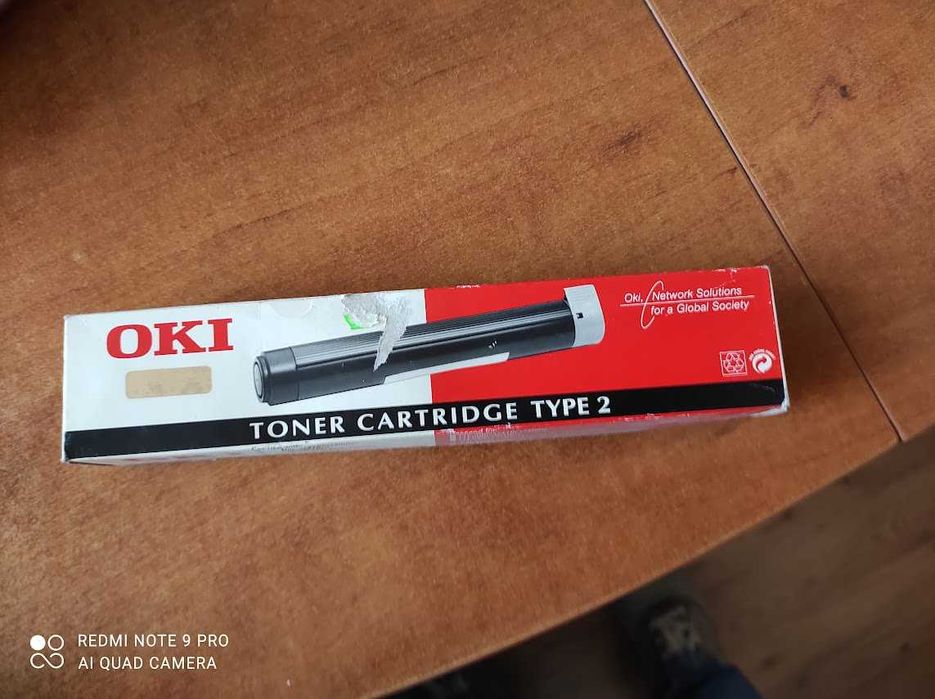 OKI
Oki, Network Solutions
for a Global Society
TONER CARTRIDGE TYPE 2
REDMI NOTE 9 PRO
AI QUAD CAMERA